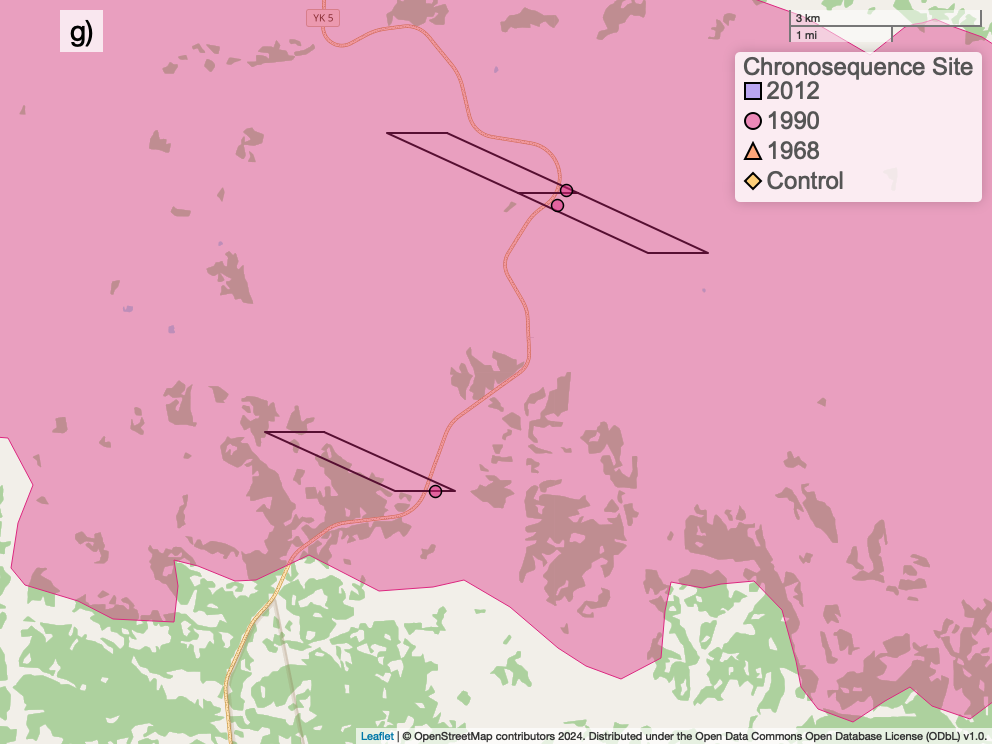 YK 5
g)
3 km
1 mi
Chronosequence Site
2012
1990
1968
Control
Leaflet | © OpenStreetMap contributors 2024. Distributed under the Open Data Commons Open Database License (ODbL) v1.0.